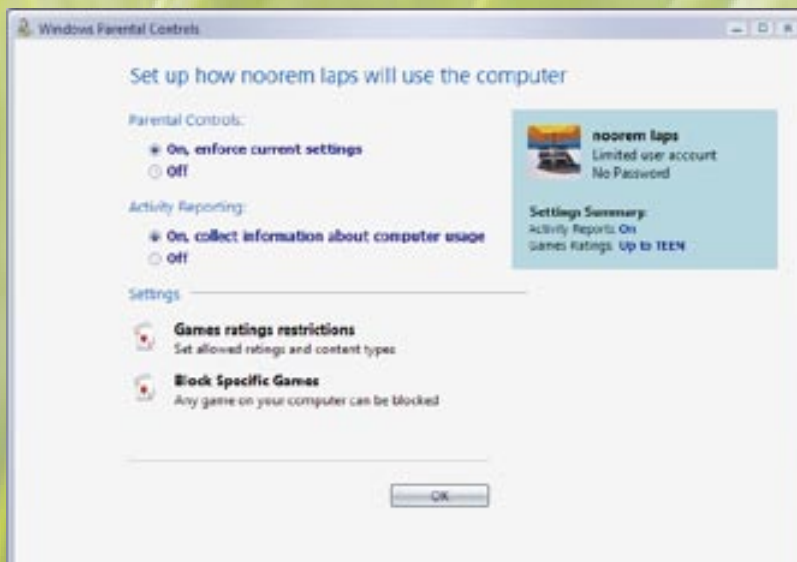 Windows Parental Controls
Set up how noorem laps will use the computer
Parental Controls:
On, enforce current settings
Off
Activity Reporting:
On, collect information about computer usage
Off
Settings
Games ratings restrictions
Set allowed ratings and content types
Block Specific Games
Any game on your computer can be blocked
noorem laps
Limited user account
No Password
Settings Summary:
Activity Reports: On
Games Ratings: Up to TEEN
OK